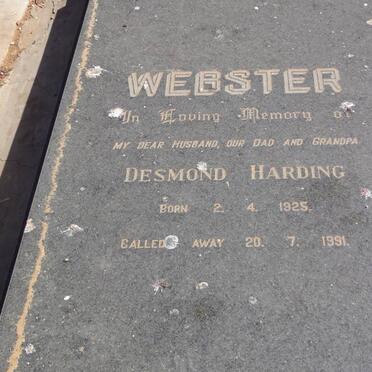 WEBSTER
In Loving Memory of
MY DEAR HUSBAND, OUR DAD AND GRANDPA
DESMOND HARDING
BORN 2. 4. 1925.
CALLED AWAY 20. 7. 1991.